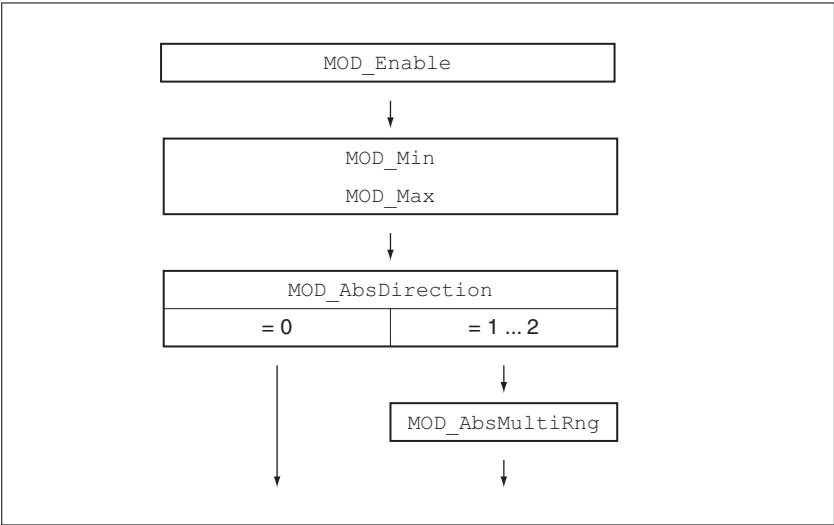 MOD_Enable
MOD_Min
MOD_Max
MOD_AbsDirection
= 0 = 1 ... 2
MOD_AbsMultiRng